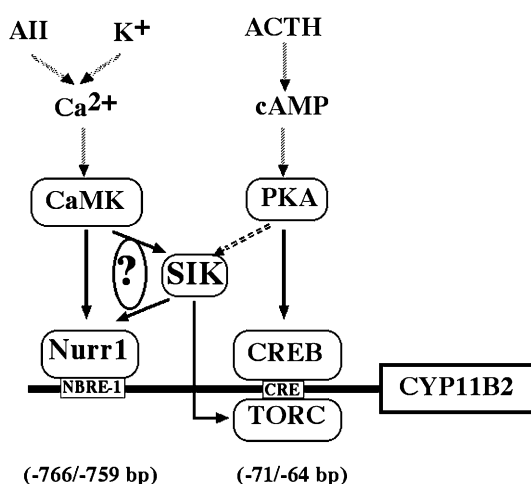 AII K+ ACTH
Ca2+ cAMP
CaMK PKA
? SIK
Nurr1 CREB
NBRE-1 CRE CYP11B2
TORC
(-766/-759 bp) (-71/-64 bp)